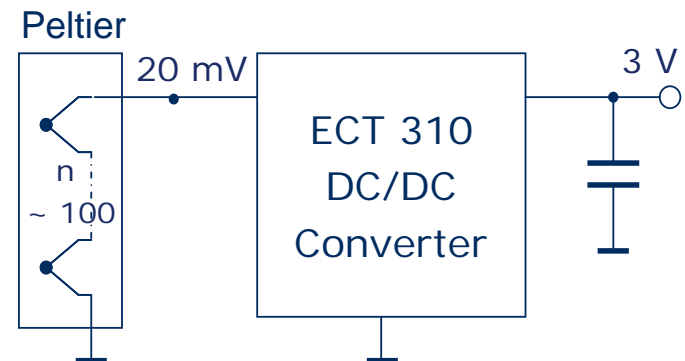 Peltier
20 mV
3 V
ECT 310
DC/DC
Converter
n
~ 100